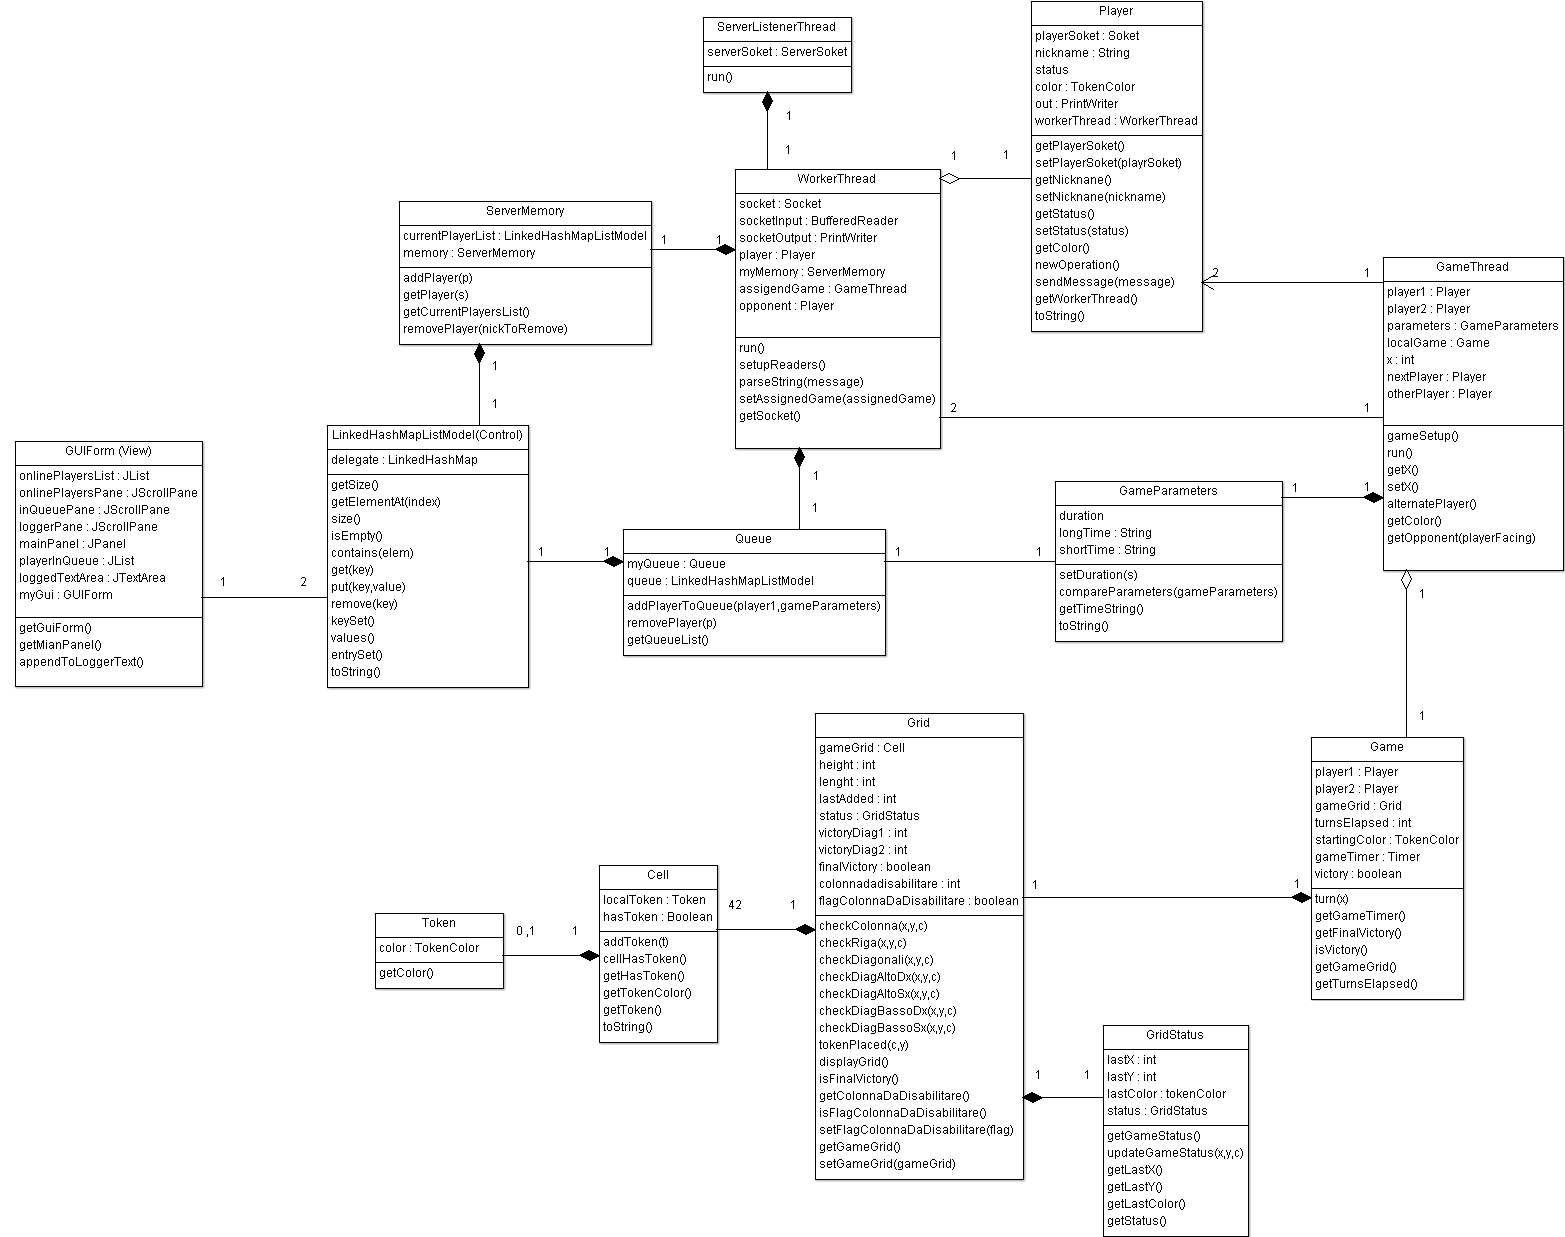 ServerListenerThread
serverSoket : ServerSoket
run()
1
1
Player
playerSoket : Soket
nickname : String
status
color : TokenColor
out : PrintWriter
workerThread : WorkerThread
getPlayerSoket()
setPlayerSoket(playrSoket)
getNicknane()
setNicknane(nickname)
getStatus()
setStatus(status)
getColor()
newOperation()
sendMessage(message)
getWorkerThread()
toString()
1
1
WorkerThread
socket : Socket
socketInput : BufferedReader
socketOutput : PrintWriter
player : Player
myMemory : ServerMemory
assigendGame : GameThread
opponent : Player
run()
setupReaders()
parseString(message)
setAssignedGame(assignedGame)
getSocket()
ServerMemory
currentPlayerList : LinkedHashMapListModel
memory : ServerMemory
addPlayer(p)
getPlayer(s)
getCurrentPlayersList()
removePlayer(nickToRemove)
1
1
2
1
GameThread
player1 : Player
player2 : Player
parameters : GameParameters
localGame : Game
x : int
nextPlayer : Player
otherPlayer : Player
gameSetup()
run()
getX()
setX()
alternatePlayer()
getColor()
getOpponent(playerFacing)
1
1
2
1
GUIForm (View)
onlinePlayersList : JList
onlinePlayersPane : JScrollPane
inQueuePane : JScrollPane
loggerPane : JScrollPane
mainPanel : JPanel
playerInQueue : JList
loggedTextArea : JTextArea
myGui : GUIForm
getGuiForm()
getMianPanel()
appendToLoggerText()
1
2
LinkedHashMapListModel(Control)
delegate : LinkedHashMap
getSize()
getElementAt(index)
size()
isEmpty()
contains(elem)
get(key)
put(key,value)
remove(key)
keySet()
values()
entrySet()
toString()
1
1
1
1
Queue
myQueue : Queue
queue : LinkedHashMapListModel
addPlayerToQueue(player1,gameParameters)
removePlayer(p)
getQueueList()
1
1
GameParameters
duration
longTime : String
shortTime : String
setDuration(s)
compareParameters(gameParameters)
getTimeString()
toString()
1
1
1
1
Game
player1 : Player
player2 : Player
gameGrid : Grid
turnsElapsed : int
startingColor : TokenColor
gameTimer : Timer
victory : boolean
turn(x)
getGameTimer()
getFinalVictory()
isVictory()
getGameGrid()
getTurnsElapsed()
Grid
gameGrid : Cell
height : int
lenght : int
lastAdded : int
status : GridStatus
victoryDiag1 : int
victoryDiag2 : int
finalVictory : boolean
colonnadadisabilitare : int
flagColonnaDaDisabilitare : boolean
checkColonna(x,y,c)
checkRiga(x,y,c)
checkDiagonali(x,y,c)
checkDiagAltoDx(x,y,c)
checkDiagAltoSx(x,y,c)
checkDiagBassoDx(x,y,c)
checkDiagBassoSx(x,y,c)
tokenPlaced(c,y)
displayGrid()
isFinalVictory()
getColonnaDaDisabilitare()
isFlagColonnaDaDisabilitare()
setFlagColonnaDaDisabilitare(flag)
getGameGrid()
setGameGrid(gameGrid)
1
1
Cell
localToken : Token
hasToken : Boolean
addToken(t)
cellHasToken()
getHasToken()
getTokenColor()
getToken()
toString()
42
1
Token
color : TokenColor
getColor()
0 ,1
1
1
1
GridStatus
lastX : int
lastY : int
lastColor : tokenColor
status : GridStatus
getGameStatus()
updateGameStatus(x,y,c)
getLastX()
getLastY()
getLastColor()
getStatus()